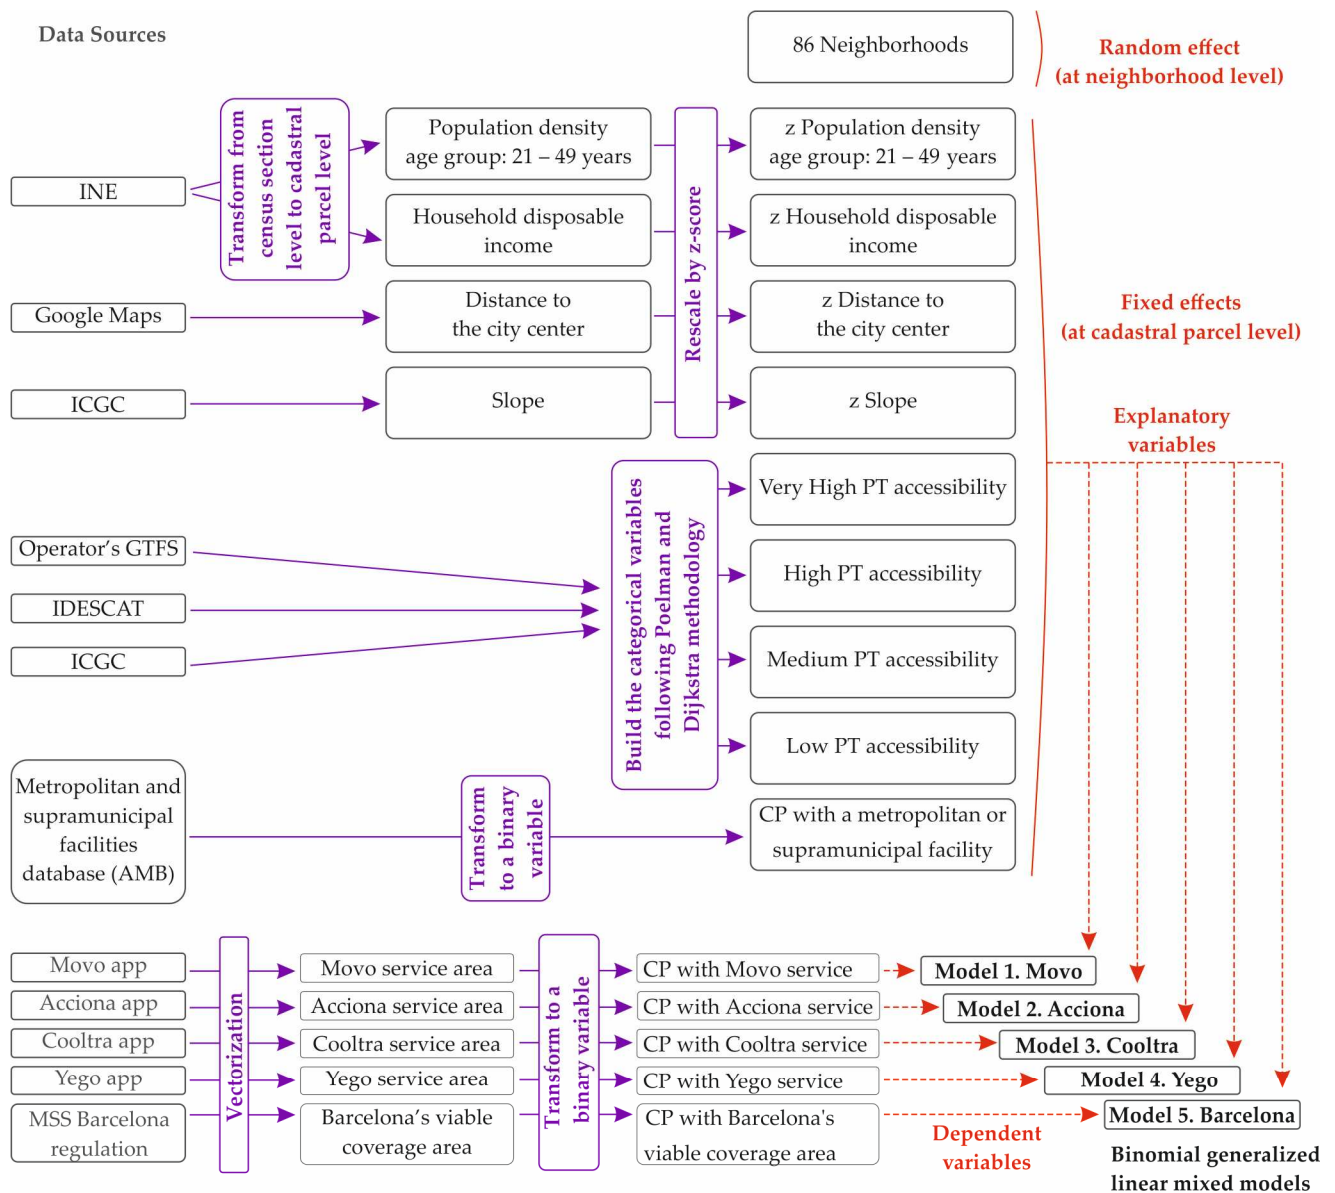 Data Sources
86 Neighborhoods
Random effect
(at neighborhood level)
INE
Transform from
census section
level to cadastral
parcel level
Population density
age group: 21 – 49 years
Household disposable
income
Rescale by z-score
z Population density
age group: 21 – 49 years
z Household disposable
income
Google Maps
Distance to
the city center
z Distance to
the city center
Fixed effects
(at cadastral parcel level)
ICGC
Slope
z Slope
Explanatory
variables
Operator's GTFS
IDESCAT
ICGC
Build the categorical variables
following Poelman and
Dijkstra methodology
Very High PT accessibility
High PT accessibility
Medium PT accessibility
Low PT accessibility
Metropolitan and
supramunicipal
facilities
database (AMB)
Transform
to a binary
variable
CP with a metropolitan or
supramunicipal facility
Movo app
Acciona app
Cooltra app
Yego app
MSS Barcelona
regulation
Vectorization
Movo service area
Acciona service area
Cooltra service area
Yego service area
Barcelona's viable
coverage area
Transform to a
binary variable
CP with Movo service
CP with Acciona service
CP with Cooltra service
CP with Yego service
CP with Barcelona's
viable coverage area
Model 1. Movo
Model 2. Acciona
Model 3. Cooltra
Model 4. Yego
Model 5. Barcelona
Dependent
variables
Binomial generalized
linear mixed models